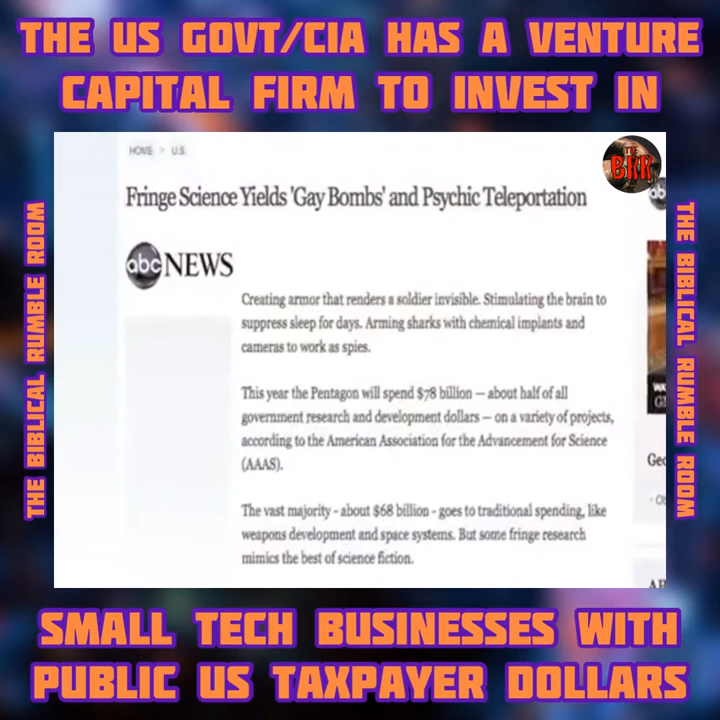 THE US GOVT/CIA HAS A VENTURE
CAPITAL FIRM TO INVEST IN
HOME > U.S.
THE BRR
Fringe Science Yields 'Gay Bombs' and Psychic Teleportation
abc NEWS
ab
Creating armor that renders a soldier invisible. Stimulating the brain to
suppress sleep for days. Arming sharks with chemical implants and
cameras to work as spies.
This year the Pentagon will spend $78 billion — about half of all
government research and development dollars — on a variety of projects,
according to the American Association for the Advancement for Science
(AAAS).
The vast majority - about $68 billion - goes to traditional spending, like
weapons development and space systems. But some fringe research
mimics the best of science fiction.
Geo
THE BIBLICAL RUMBLE ROOM
THE BIBLICAL RUMBLE ROOM
SMALL TECH BUSINESSES WITH
PUBLIC US TAXPAYER DOLLARS